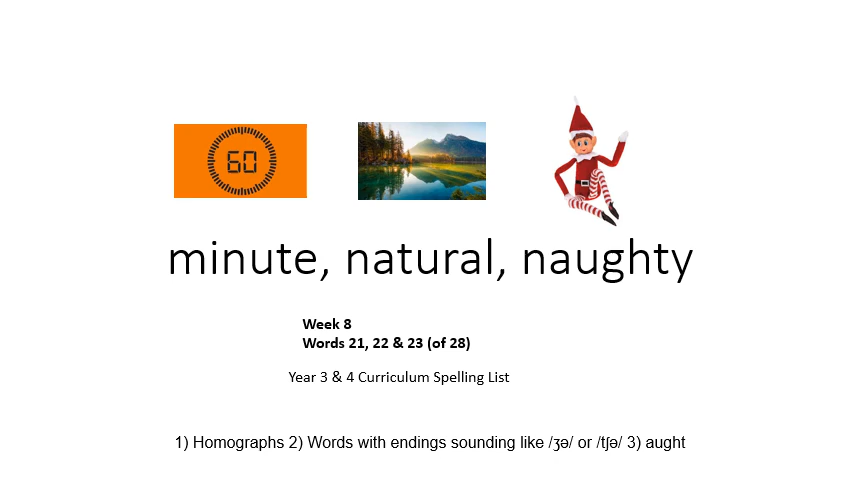 60
minute, natural, naughty
Week 8
Words 21, 22 & 23 (of 28)
Year 3 & 4 Curriculum Spelling List
1) Homographs 2) Words with endings sounding like /ʒə/ or /tʃə/ 3) aught